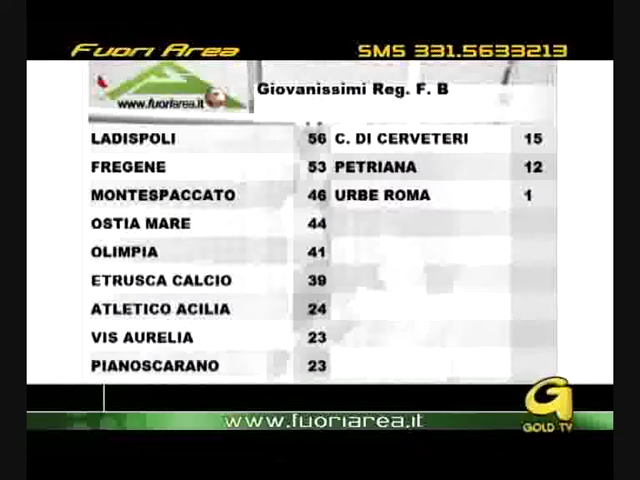 Fuori Area
SMS 331.5633213
www.fuoriarea.it
Giovanissimi Reg. F. B
LADISPOLI 56
FREGENE 53
MONTESPACCATO 46
OSTIA MARE 44
OLIMPIA 41
ETRUSCA CALCIO 39
ATLETICO ACILIA 24
VIS AURELIA 23
PIANOSCARANO 23
C. DI CERVETERI 15
PETRIANA 12
URBE ROMA 1
www.fuoriarea.it
G
GOLD TV